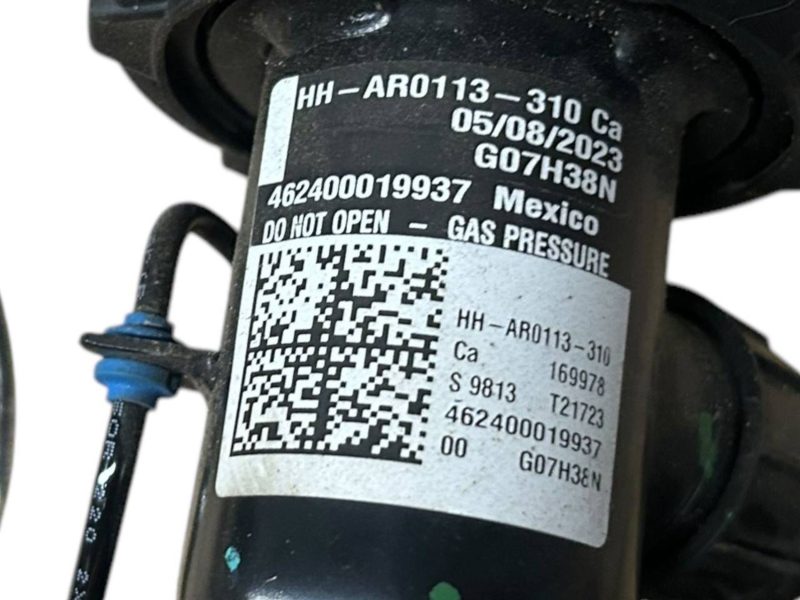 HH-AR0113-310 Ca
05/08/2023
G07H38N
462400019937 Mexico
DO NOT OPEN - GAS PRESSURE
HH-AR0113-310
Ca 169978
S 9813 T21723
462400019937
00 G07H38N